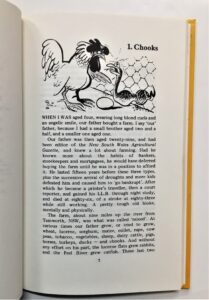 1. Chooks
WHEN I WAS aged four, wearing long blond curls and
an angelic smile, our father bought a farm. I say 'our'
father, because I had a small brother aged two and a
half, and a smaller one aged one.
Our father was then aged twenty-nine, and had
been editor of the New South Wales Agricultural
Gazette, and knew a lot about farming. Had he
known more about the habits of bankers,
stockkeepers and mortgagees, he would have delayed
buying the farm until he was in a position to afford
it. He lasted fifteen years before these three types,
plus the successive arrival of droughts and more kids
defeated him and caused him to 'go bankrupt'. After
which he became a printer's traveller, then a court
reporter, and gained his LL.B. through night study,
and died at eighty-six, of a stroke at eighty-three
while still working. A pretty tough old bloke,
mentally and physically.
The farm, about nine miles up the river from
Tamworth, NSW, was what was called 'mixed'. At
various times our father grew, or tried to grow,
wheat, lucerne, sorghum, maize, oaks, rape, cow
peas, tobacco, vegetables, sheep, dairy cattle, pigs,
horses, turkeys, ducks — and chooks. And without
any effort on his part, the lucerne flats grew rabbits,
and the Peel River grew catfish. These last two
7